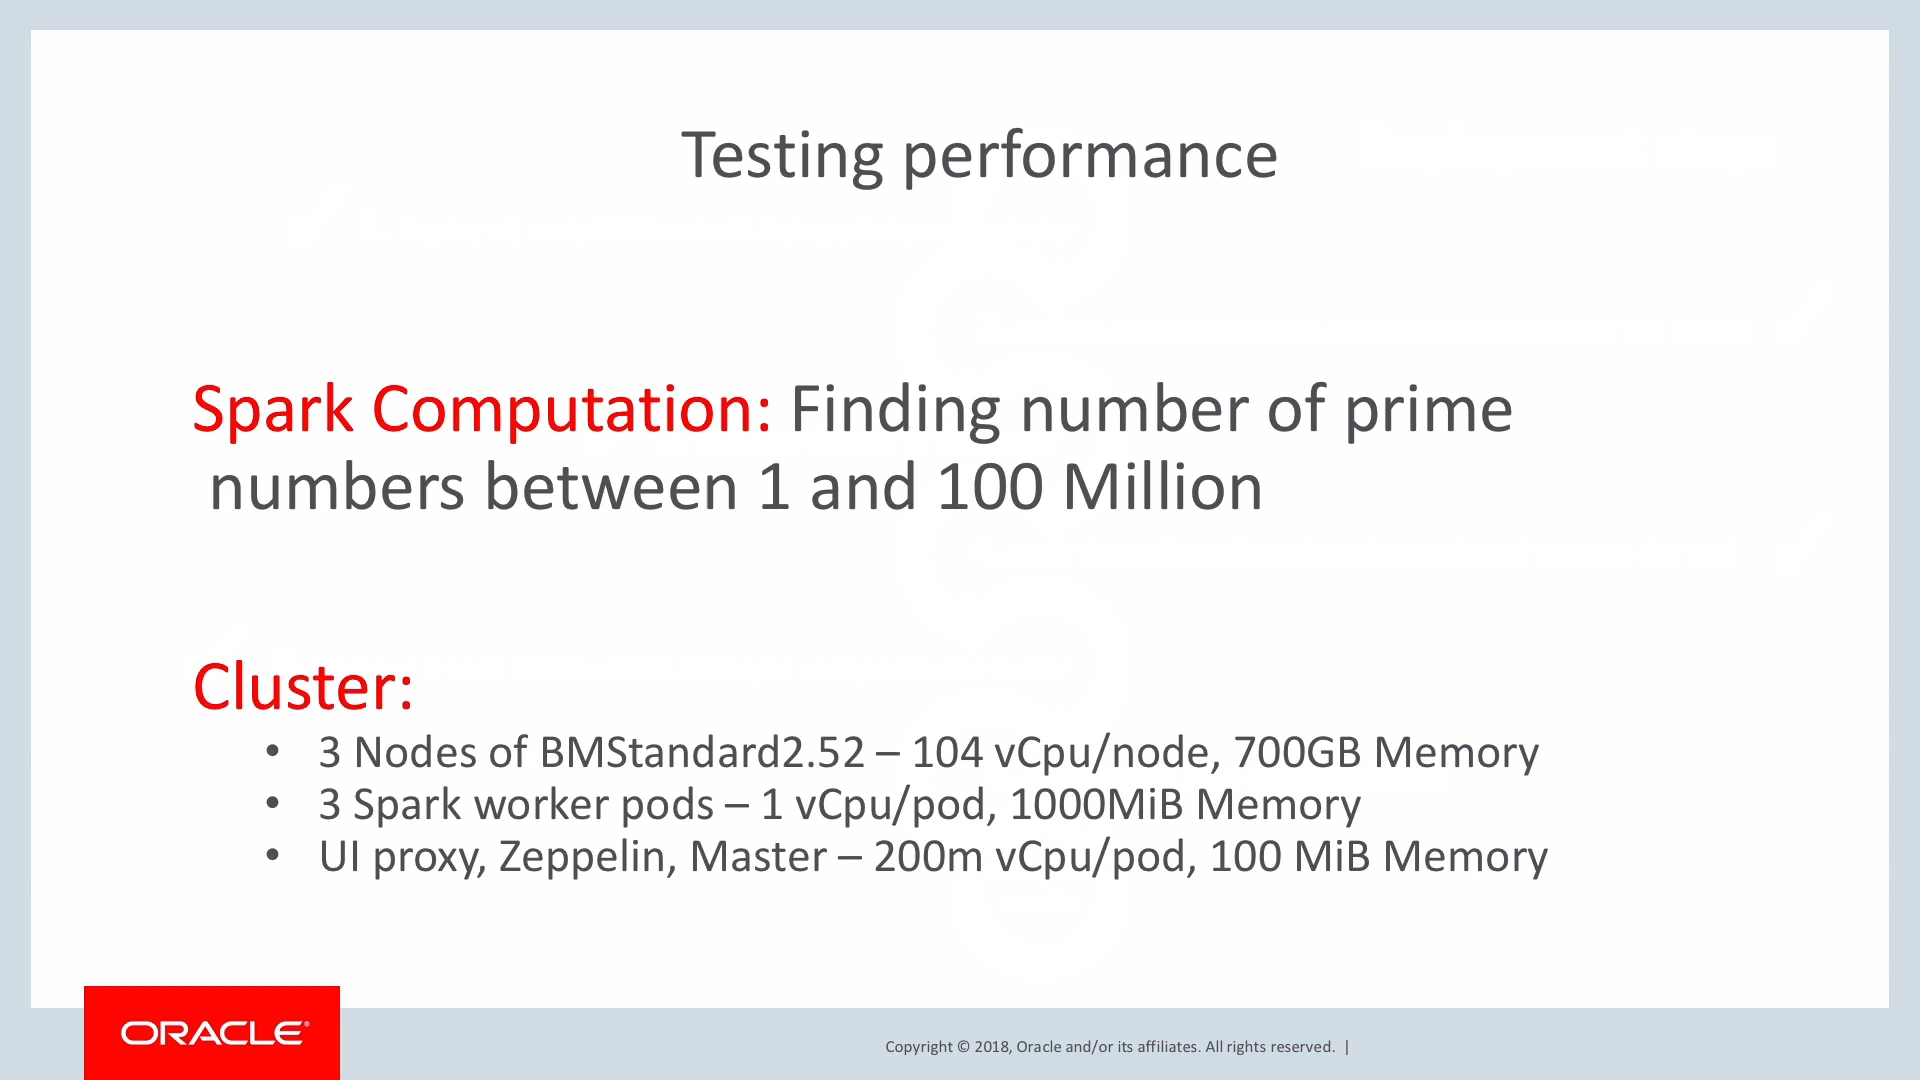 Testing performance
Spark Computation: Finding number of prime
numbers between 1 and 100 Million
Cluster:
• 3 Nodes of BMStandard2.52 – 104 vCpu/node, 700GB Memory
• 3 Spark worker pods – 1 vCpu/pod, 1000MiB Memory
• UI proxy, Zeppelin, Master – 200m vCpu/pod, 100 MiB Memory
ORACLE®
Copyright © 2018, Oracle and/or its affiliates. All rights reserved. |